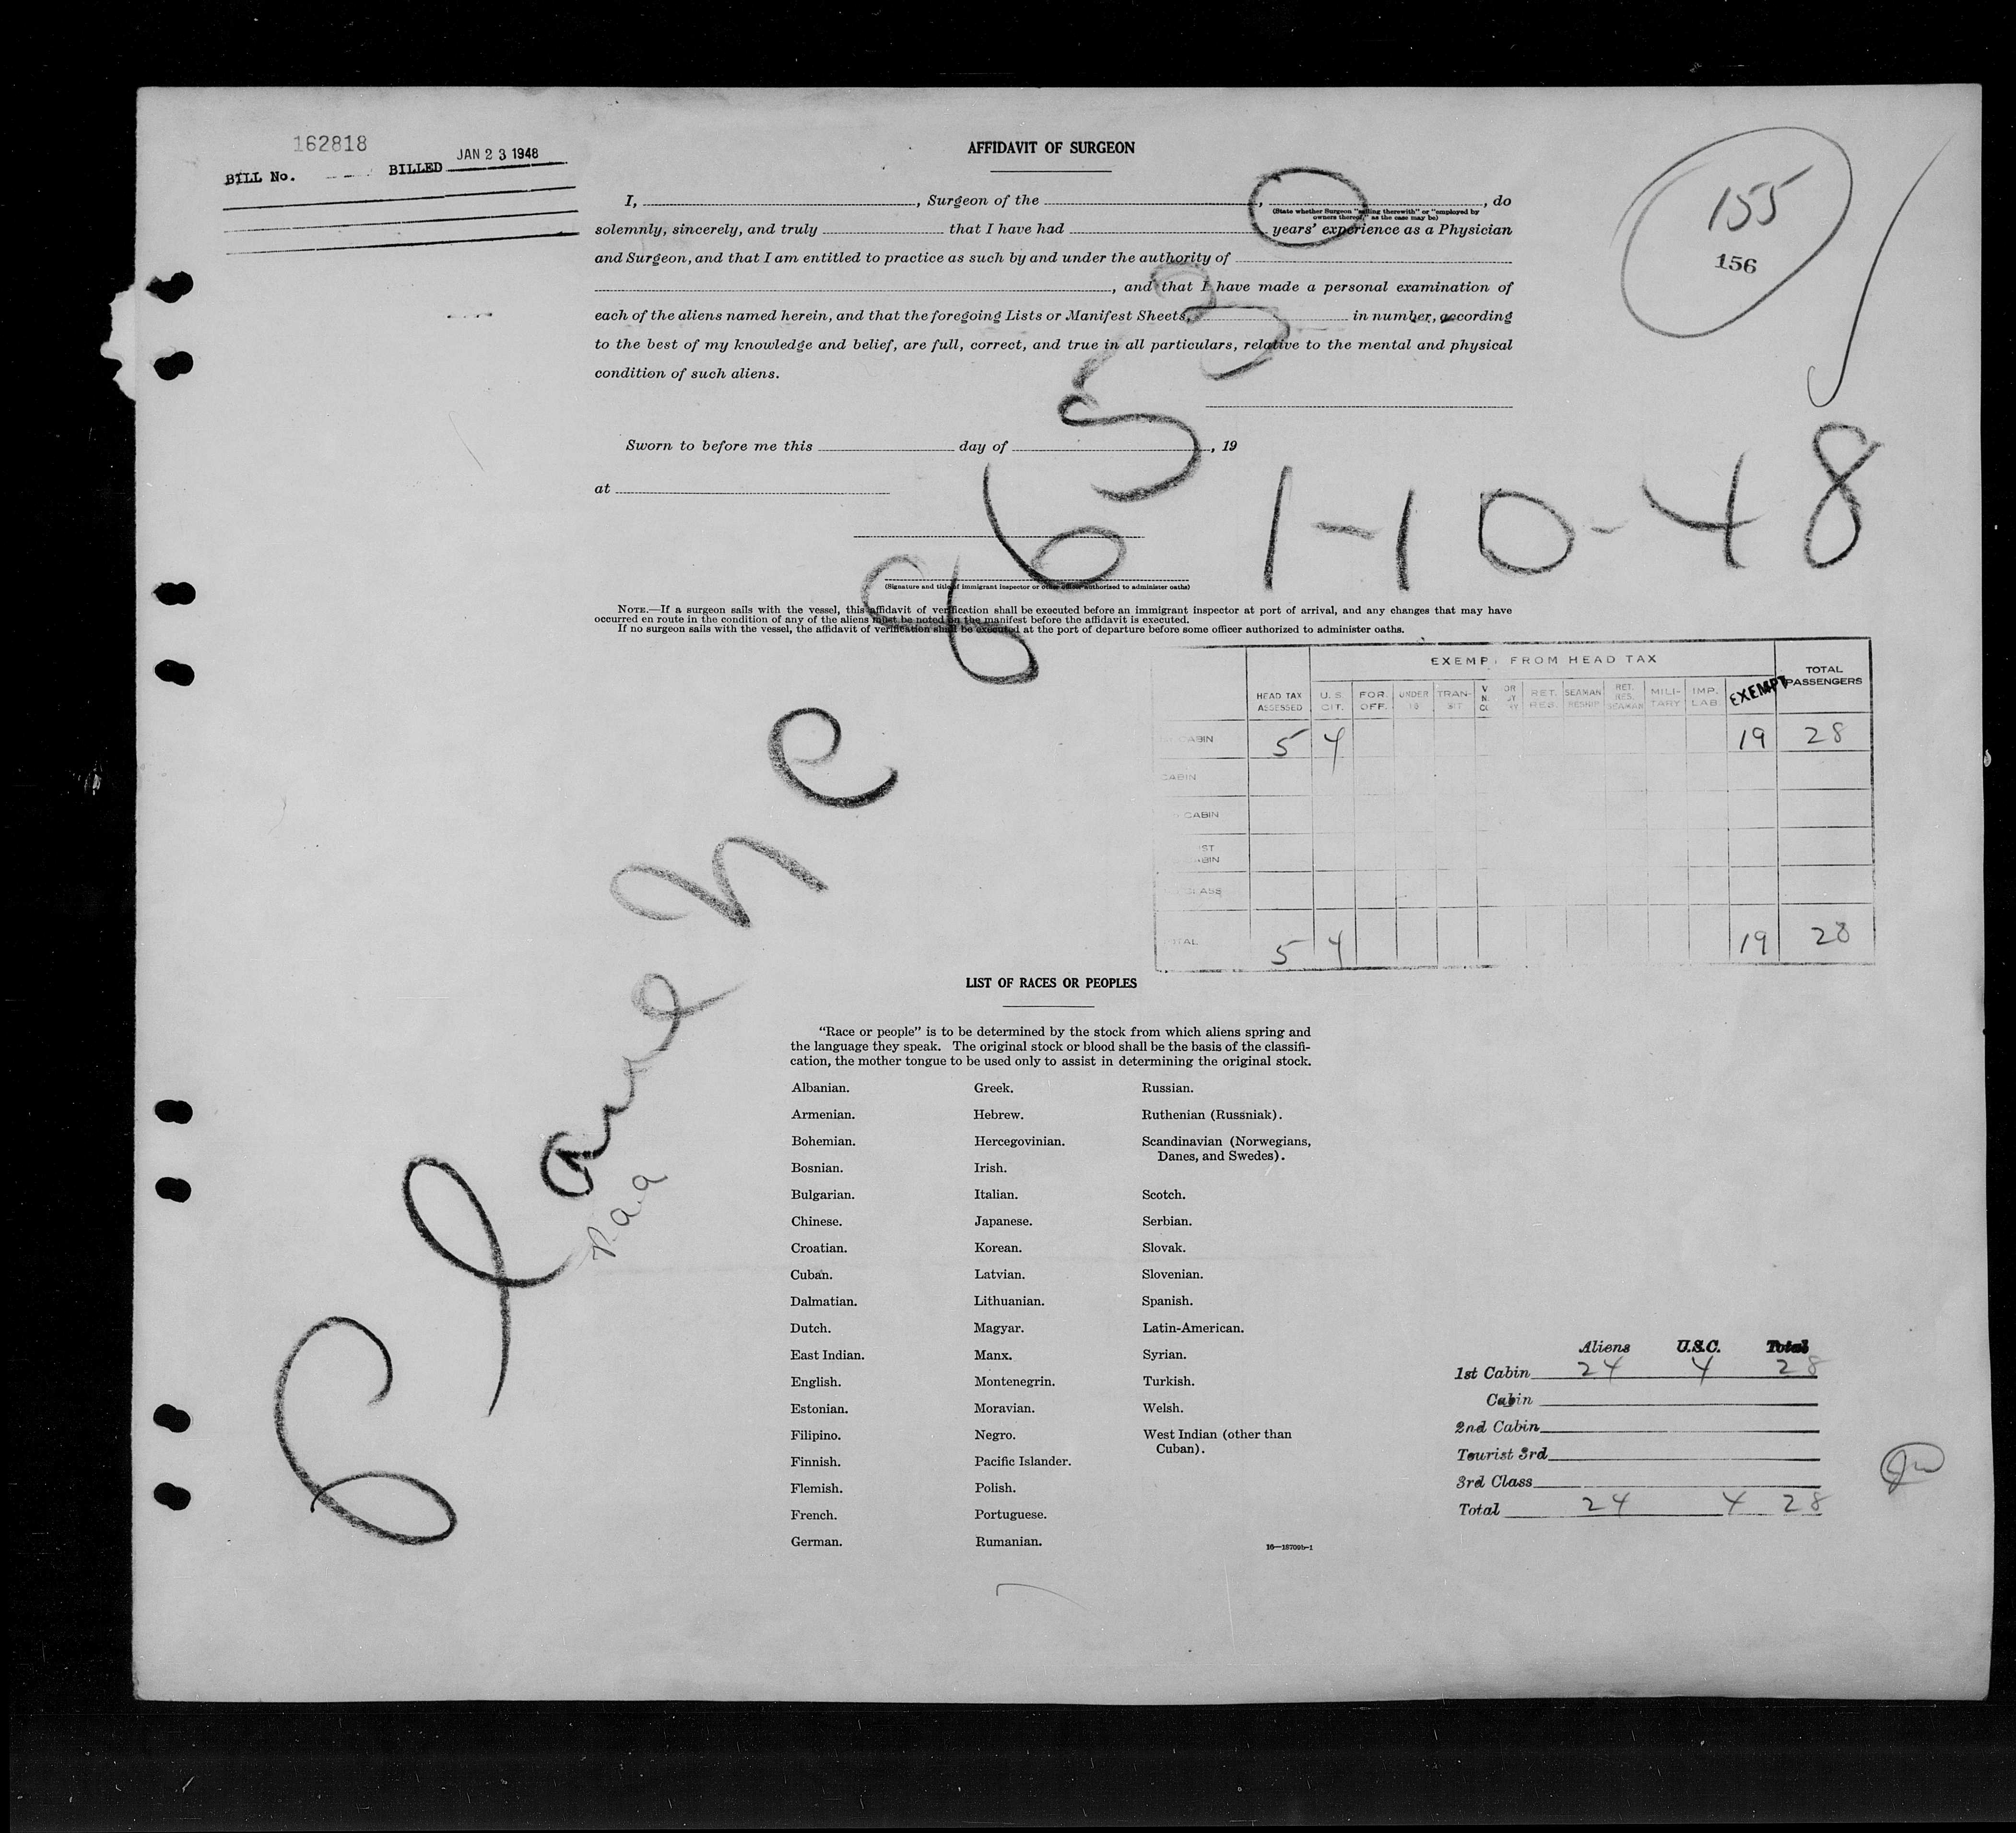 162818
BILL No. BILLED JAN 23 1948
AFFIDAVIT OF SURGEON
155
156
I, , Surgeon of the , , do
(State whether Surgeon "sailing therewith" or "employed by
owners thereof," as the case may be)
solemnly, sincerely, and truly that I have had years' experience as a Physician
and Surgeon, and that I am entitled to practice as such by and under the authority of
, and that I have made a personal examination of
each of the aliens named herein, and that the foregoing Lists or Manifest Sheets, in number, according
to the best of my knowledge and belief, are full, correct, and true in all particulars, relative to the mental and physical
condition of such aliens.
Sworn to before me this day of , 19
at
1-10-48
(Signature and title of immigrant inspector or other officer authorized to administer oaths)
NOTE.—If a surgeon sails with the vessel, this affidavit of verification shall be executed before an immigrant inspector at port of arrival, and any changes that may have
occurred en route in the condition of any of the aliens must be noted on the manifest before the affidavit is executed.
If no surgeon sails with the vessel, the affidavit of verification shall be executed at the port of departure before some officer authorized to administer oaths.
Plane NC
Paa
EXEMPT FROM HEAD TAX
HEAD TAX ASSESSED U.S. CIT. FOR. OFF. UNDER 16 TRAN-SIT RET. RES. SEAMAN RESHIP RET. RES. SEAMAN MILI-TARY IMP. LAB. EXEMPT TOTAL PASSENGERS
CABIN 5 4 19 28
CABIN
CABIN
CLASS
TOTAL 5 4 19 28
LIST OF RACES OR PEOPLES
"Race or people" is to be determined by the stock from which aliens spring and
the language they speak. The original stock or blood shall be the basis of the classifi-
cation, the mother tongue to be used only to assist in determining the original stock.
Albanian. Greek. Russian.
Armenian. Hebrew. Ruthenian (Russniak).
Bohemian. Hercegovinian. Scandinavian (Norwegians,
Danes, and Swedes).
Bosnian. Irish.
Bulgarian. Italian. Scotch.
Chinese. Japanese. Serbian.
Croatian. Korean. Slovak.
Cuban. Latvian. Slovenian.
Dalmatian. Lithuanian. Spanish.
Dutch. Magyar. Latin-American.
East Indian. Manx. Syrian.
English. Montenegrin. Turkish.
Estonian. Moravian. Welsh.
Filipino. Negro. West Indian (other than
Cuban).
Finnish. Pacific Islander.
Flemish. Polish.
French. Portuguese.
German. Rumanian.
16—18709b-1
Aliens U.S.C. Total
1st Cabin 24 4 28
Cabin
2nd Cabin
Tourist 3rd
3rd Class
Total 24 4 28